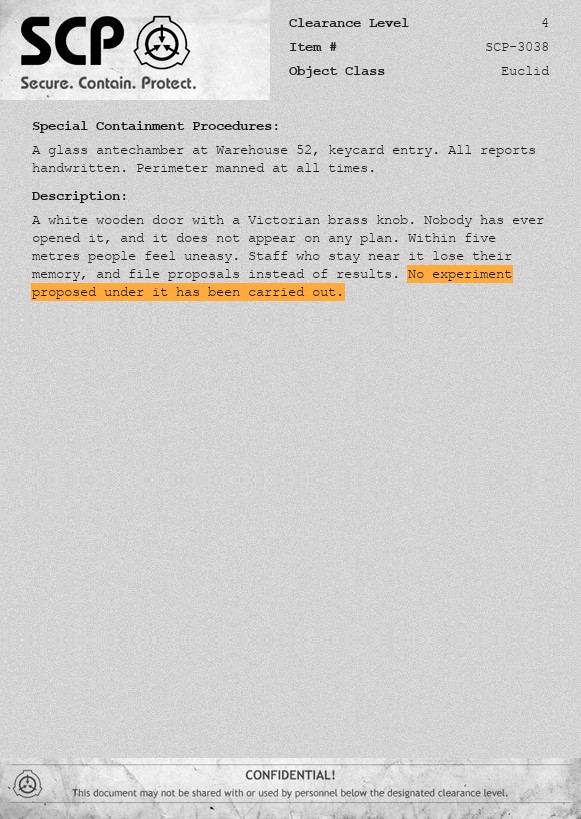 SCP
Secure. Contain. Protect.
Clearance Level 4
Item # SCP-3038
Object Class Euclid
Special Containment Procedures:
A glass antechamber at Warehouse 52, keycard entry. All reports
handwritten. Perimeter manned at all times.
Description:
A white wooden door with a Victorian brass knob. Nobody has ever
opened it, and it does not appear on any plan. Within five
metres people feel uneasy. Staff who stay near it lose their
memory, and file proposals instead of results. No experiment
proposed under it has been carried out.
CONFIDENTIAL!
This document may not be shared with or used by personnel below the designated clearance level.